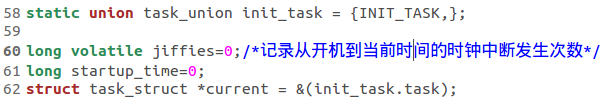 58 static union task_union init_task = {INIT_TASK,};
59
60 long volatile jiffies=0;/*记录从开机到当前时间的时钟中断发生次数*/
61 long startup_time=0;
62 struct task_struct *current = &(init_task.task);